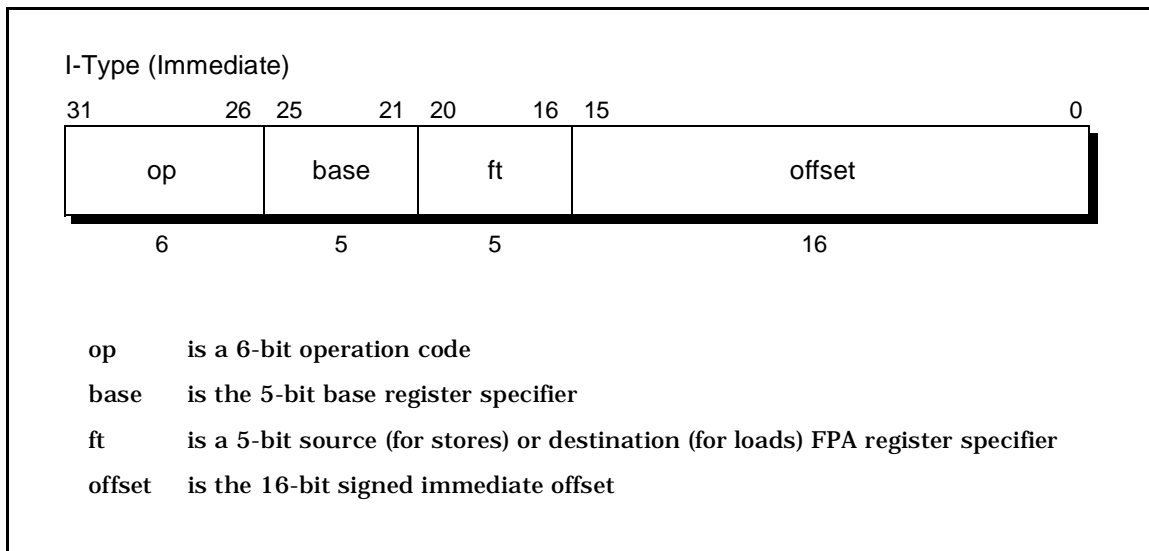 I-Type (Immediate)
31 26 25 21 20 16 15 0
op base ft offset
6 5 5 16
op is a 6-bit operation code
base is the 5-bit base register specifier
ft is a 5-bit source (for stores) or destination (for loads) FPA register specifier
offset is the 16-bit signed immediate offset